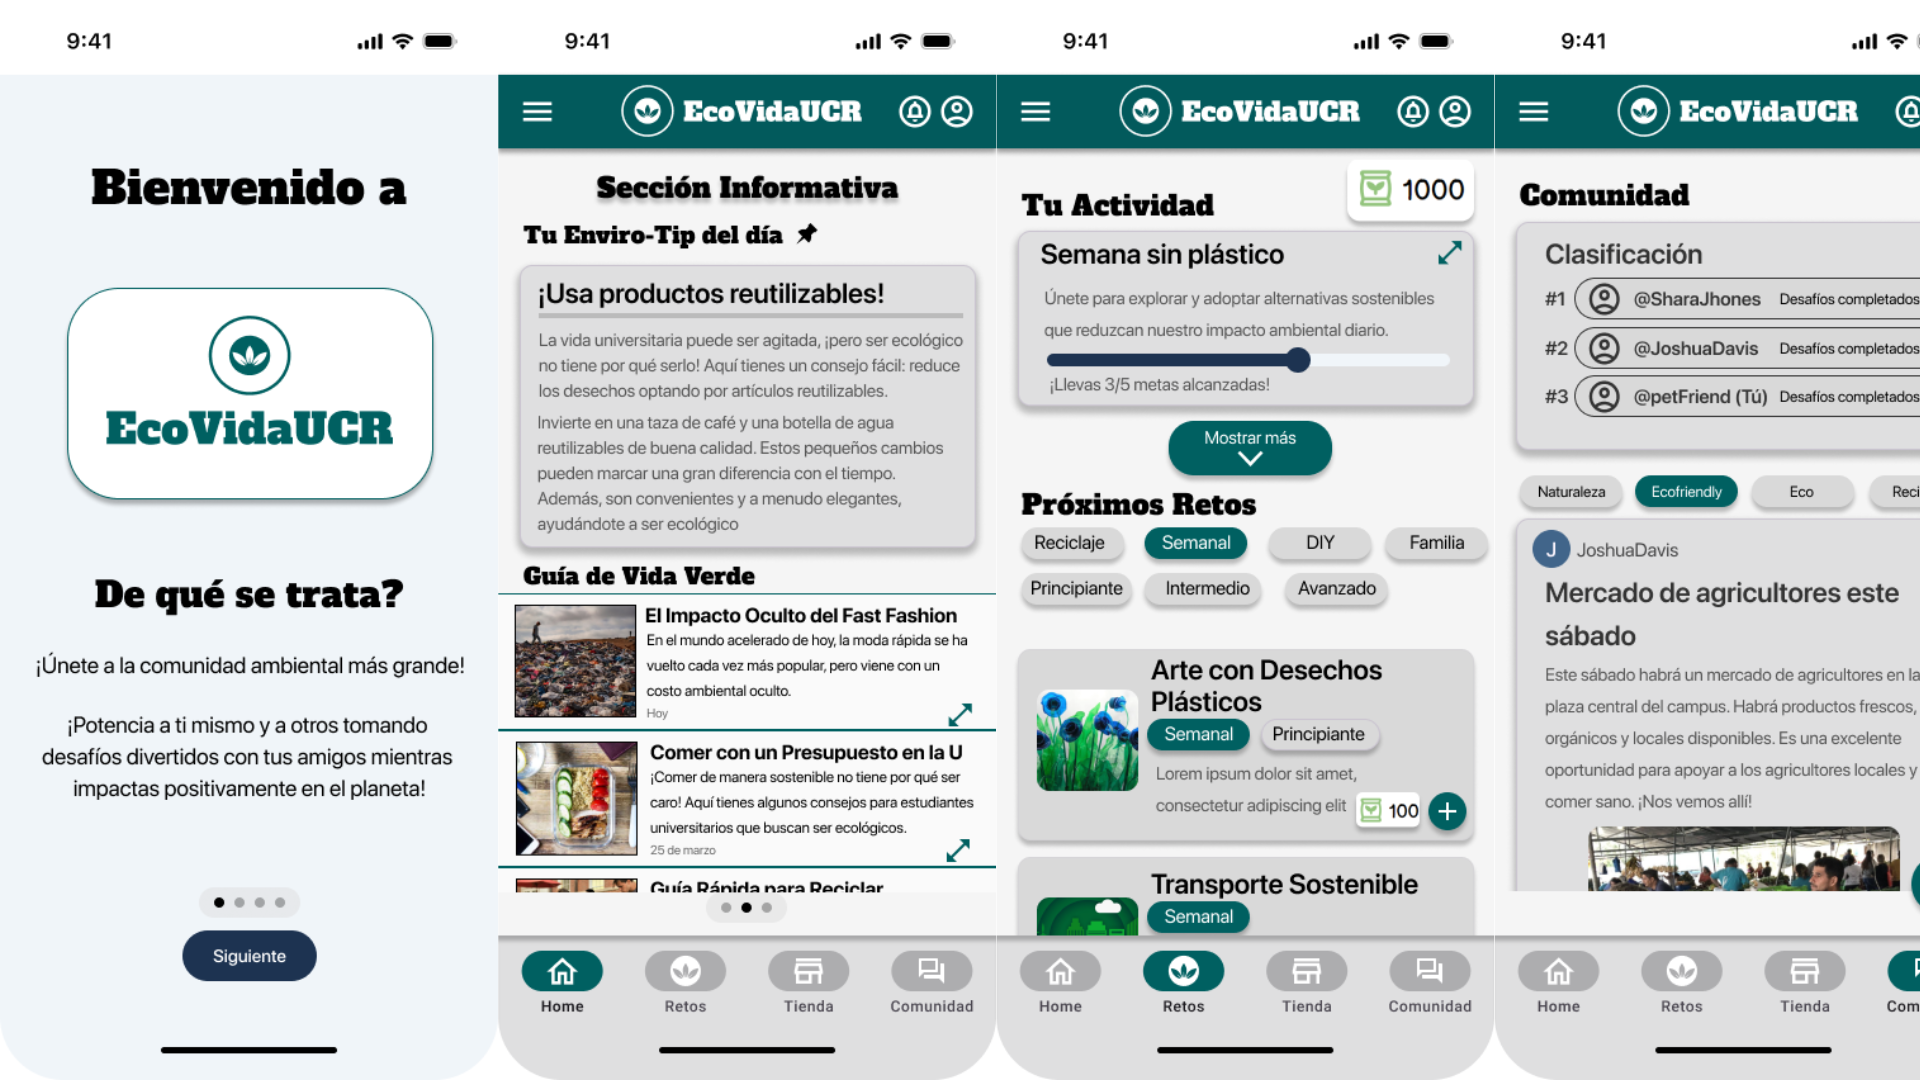 9:41
Bienvenido a
EcoVidaUCR
De qué se trata?
¡Únete a la comunidad ambiental más grande!
¡Potencia a ti mismo y a otros tomando
desafíos divertidos con tus amigos mientras
impactas positivamente en el planeta!
Siguiente
9:41
EcoVidaUCR
Sección Informativa
Tu Enviro-Tip del día
¡Usa productos reutilizables!
La vida universitaria puede ser agitada, ¡pero ser ecológico
no tiene por qué serlo! Aquí tienes un consejo fácil: reduce
los desechos optando por artículos reutilizables.
Invierte en una taza de café y una botella de agua
reutilizables de buena calidad. Estos pequeños cambios
pueden marcar una gran diferencia con el tiempo.
Además, son convenientes y a menudo elegantes,
ayudándote a ser ecológico
Guía de Vida Verde
El Impacto Oculto del Fast Fashion
En el mundo acelerado de hoy, la moda rápida se ha
vuelto cada vez más popular, pero viene con un
costo ambiental oculto.
Hoy
Comer con un Presupuesto en la U
¡Comer de manera sostenible no tiene por qué ser
caro! Aquí tienes algunos consejos para estudiantes
universitarios que buscan ser ecológicos.
25 de marzo
Guía Rápida para Reciclar
Home Retos Tienda Comunidad
9:41
EcoVidaUCR
1000
Tu Actividad
Semana sin plástico
Únete para explorar y adoptar alternativas sostenibles
que reduzcan nuestro impacto ambiental diario.
¡Llevas 3/5 metas alcanzadas!
Mostrar más
Próximos Retos
Reciclaje Semanal DIY Familia
Principiante Intermedio Avanzado
Arte con Desechos
Plásticos
Semanal Principiante
Lorem ipsum dolor sit amet,
consectetur adipiscing elit
100
Transporte Sostenible
Semanal
Home Retos Tienda Comunidad
9:41
EcoVidaUCR
Comunidad
Clasificación
#1 @SharaJhones Desafíos completados
#2 @JoshuaDavis Desafíos completados
#3 @petFriend (Tú) Desafíos completados
Naturaleza Ecofriendly Eco Reci
J JoshuaDavis
Mercado de agricultores este
sábado
Este sábado habrá un mercado de agricultores en la
plaza central del campus. Habrá productos frescos,
orgánicos y locales disponibles. Es una excelente
oportunidad para apoyar a los agricultores locales y
comer sano. ¡Nos vemos allí!
Home Retos Tienda Com